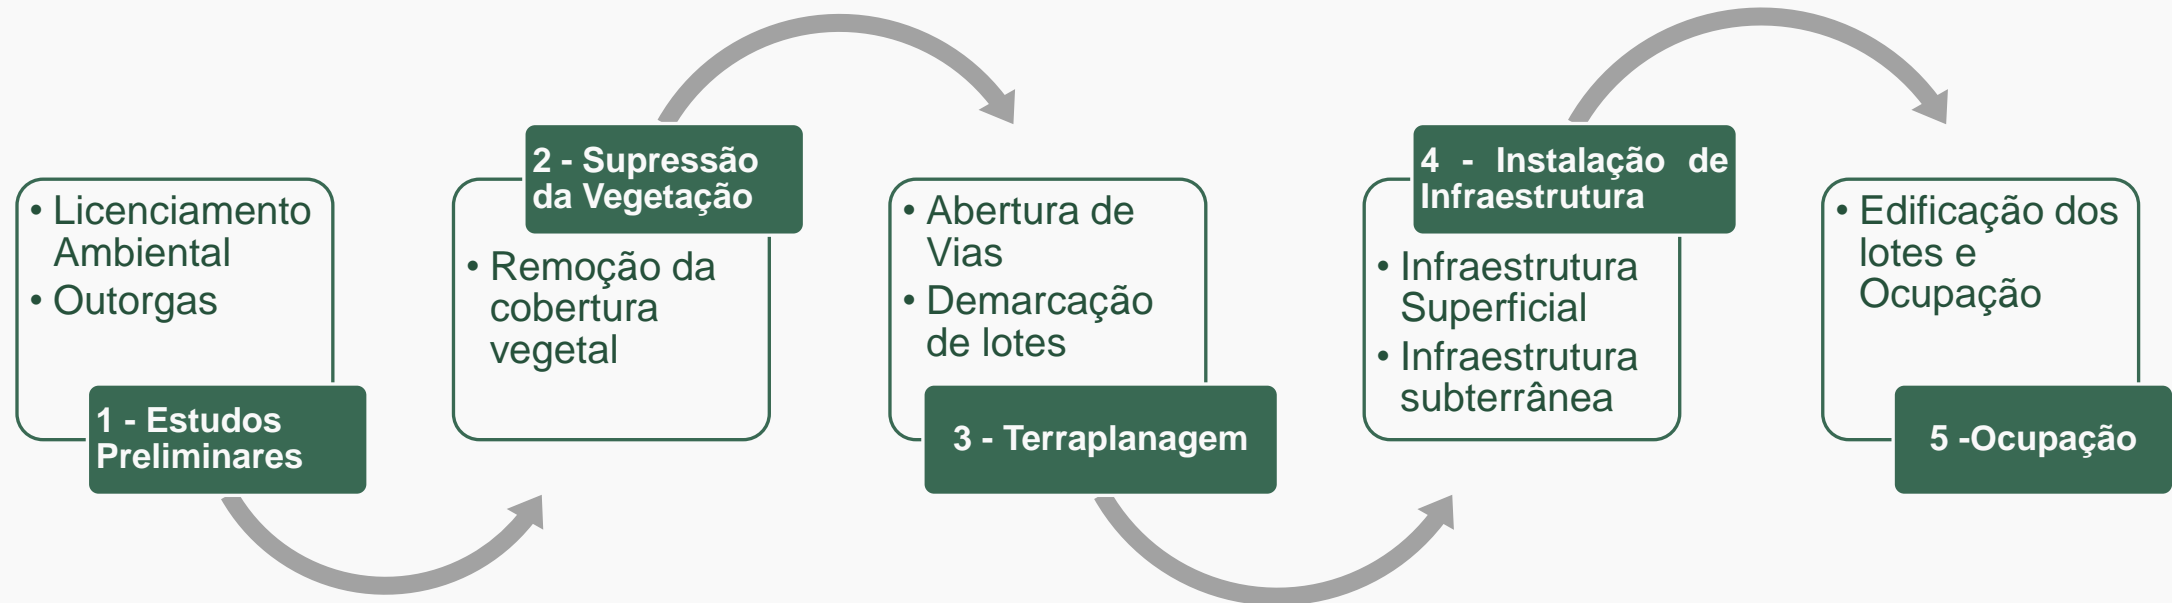 • Licenciamento
Ambiental
• Outorgas
1 - Estudos
Preliminares
2 - Supressão
da Vegetação
• Remoção da
cobertura
vegetal
• Abertura de
Vias
• Demarcação
de lotes
3 - Terraplanagem
4 - Instalação de
Infraestrutura
• Infraestrutura
Superficial
• Infraestrutura
subterrânea
• Edificação dos
lotes e
Ocupação
5 -Ocupação